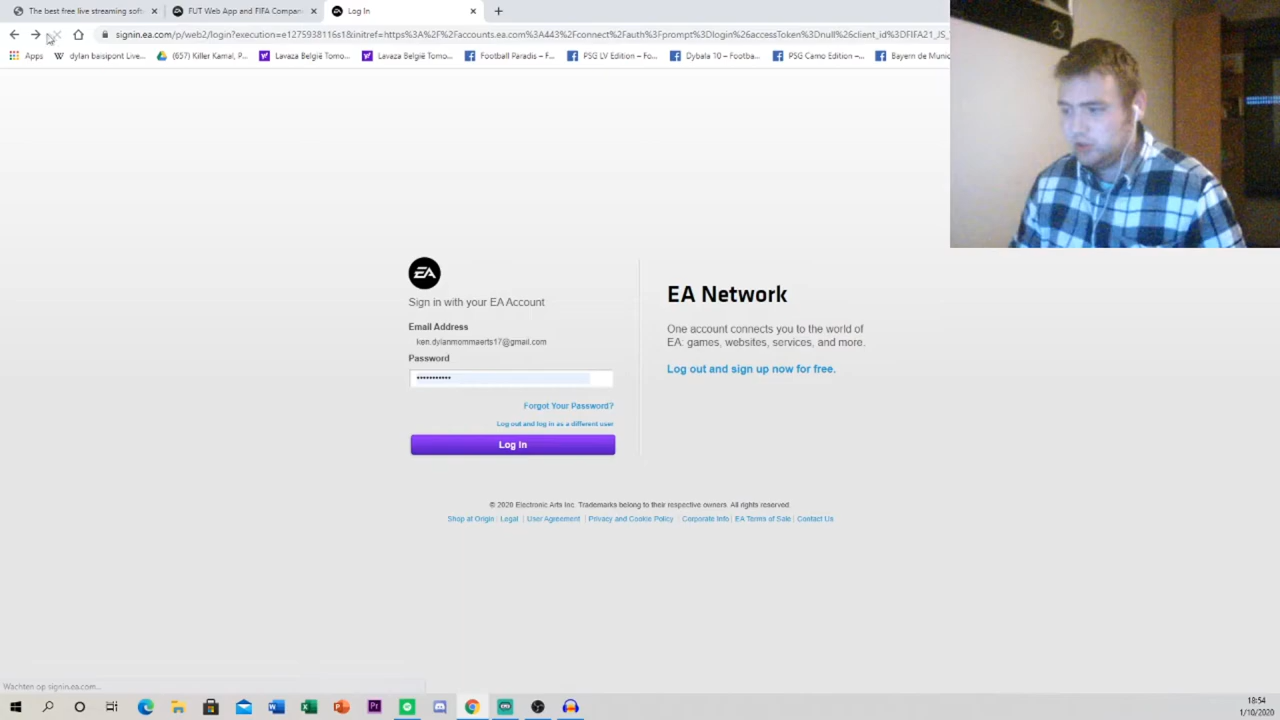 The best free live streaming soft
FUT Web App and FIFA Compan
Log In
signin.ea.com/p/web2/login?execution=e1275938116s1&initref=https%3A%2F%2Faccounts.ea.com%3A443%2Fconnect%2Fauth%3Fprompt%3Dlogin%26accessToken%3Dnull%26client_id%3DFIFA21_JS_
Apps
dylan basispont Live...
(657) Killer Kamal, P...
Lavaza België Tomo...
Lavaza België Tomo...
Football Paradis – F...
PSG LV Edition – Fo...
Dybala 10 – Footba...
PSG Camo Edition –...
Bayern de Munic
EA
Sign in with your EA Account
Email Address
ken.dylanmommaerts17@gmail.com
Password
•••••••••••
Forgot Your Password?
Log out and log in as a different user
Log In
EA Network
One account connects you to the world of
EA: games, websites, services, and more.
Log out and sign up now for free.
© 2020 Electronic Arts Inc. Trademarks belong to their respective owners. All rights reserved.
Shop at Origin | Legal | User Agreement | Privacy and Cookie Policy | Corporate Info | EA Terms of Sale | Contact Us
Wachten op signin.ea.com...
18:54
1/10/2020